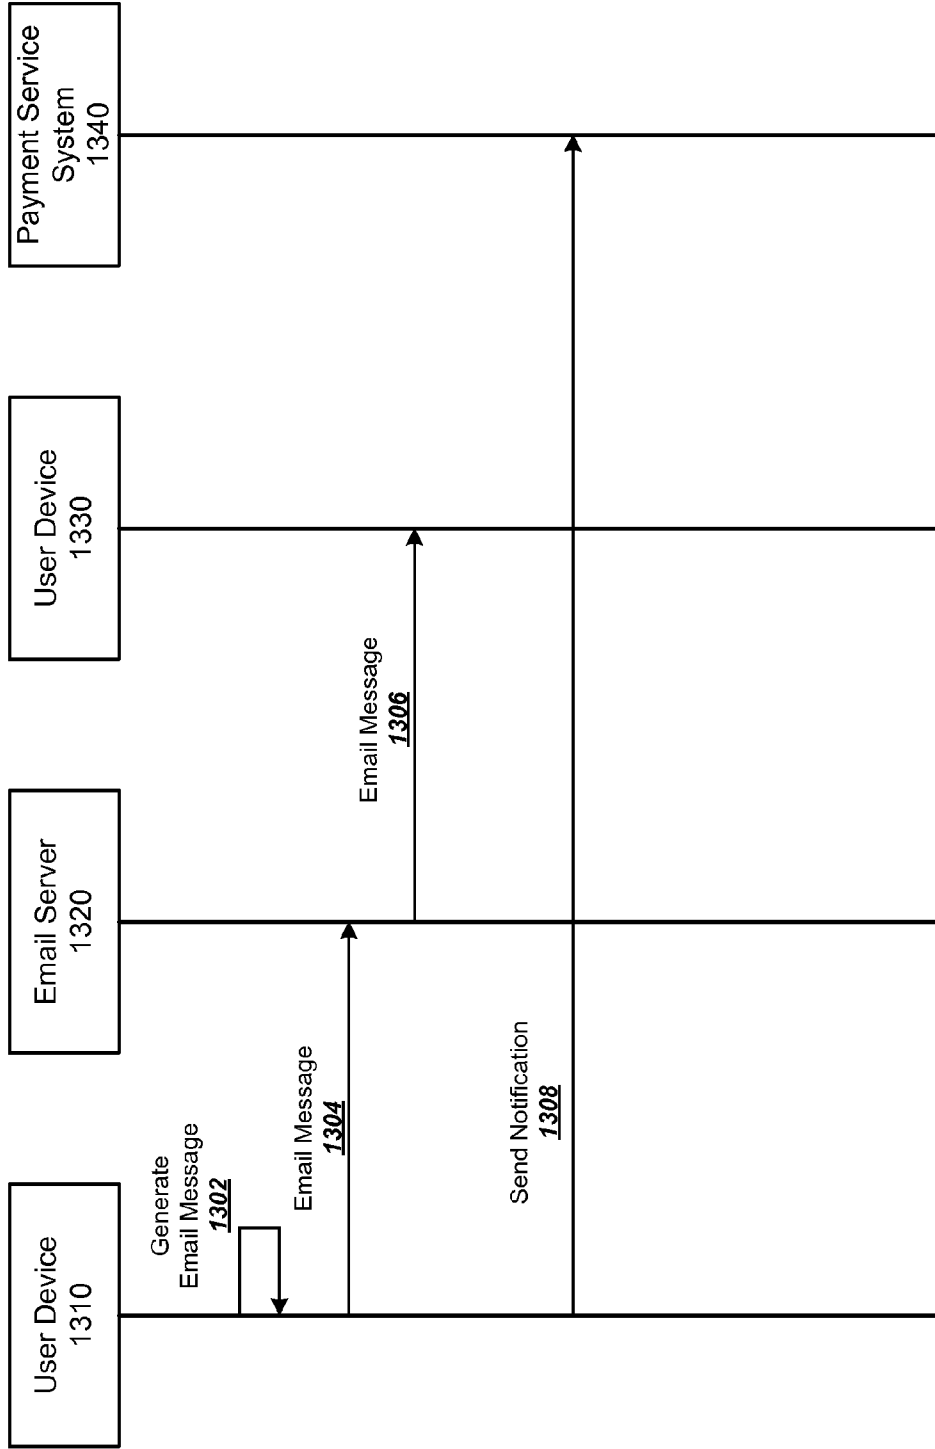 User Device
1310
Email Server
1320
User Device
1330
Payment Service
System
1340
Generate
Email Message
1302
Email Message
1304
Email Message
1306
Send Notification
1308